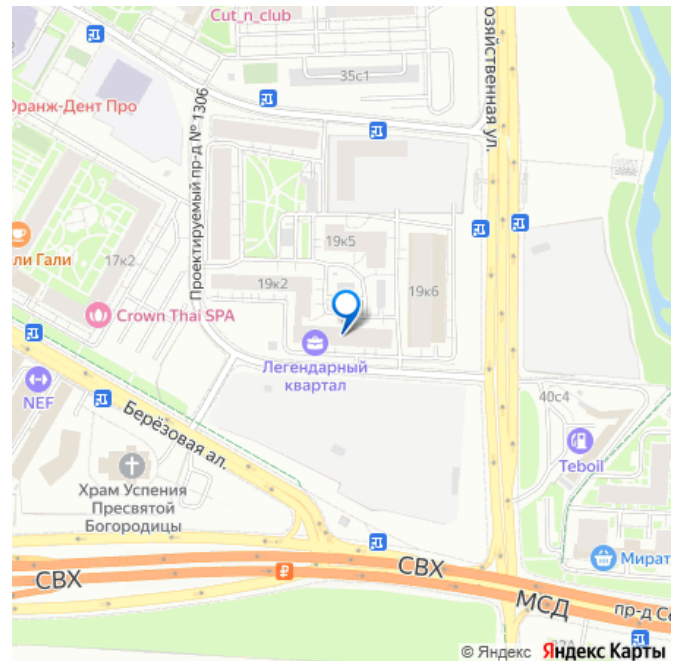 Cut_n_club
озяйственная ул.
35с1
Оранж-Дент Про
Проектируемый пр-д № 1306
19к5
ли Гали
17к2
19к2
19к6
Crown Thai SPA
Легендарный
квартал
NEF
40с4
Берёзовая ал.
Teboil
Храм Успения
Пресвятой
Богородицы
Мират
СВХ
СВХ
МСД
пр-д Се
© Яндекс Яндекс Карты